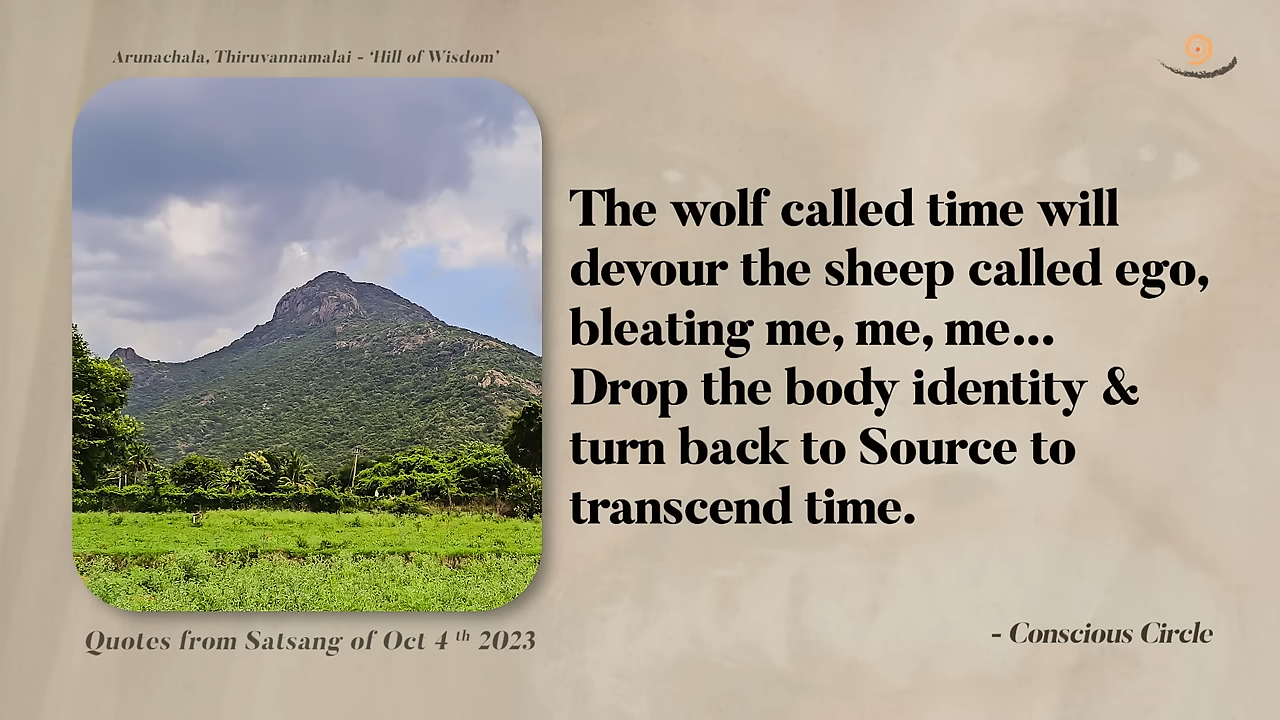 Arunachala, Thiruvannamalai - ‘Hill of Wisdom’
The wolf called time will
devour the sheep called ego,
bleating me, me, me...
Drop the body identity &
turn back to Source to
transcend time.
Quotes from Satsang of Oct 4 th 2023
- Conscious Circle